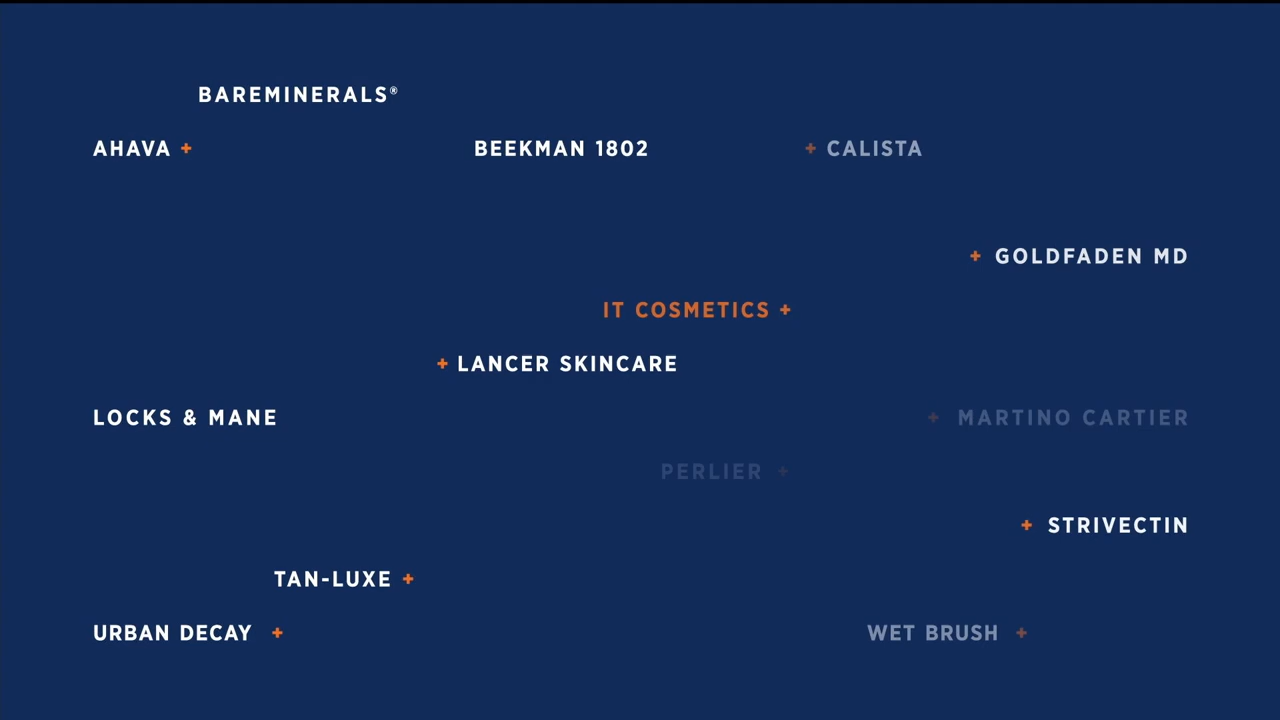 BAREMINERALS®
AHAVA + BEEKMAN 1802 + CALISTA
+ GOLDFADEN MD
IT COSMETICS +
+ LANCER SKINCARE
LOCKS & MANE + MARTINO CARTIER
PERLIER +
+ STRIVECTIN
TAN-LUXE +
URBAN DECAY + WET BRUSH +